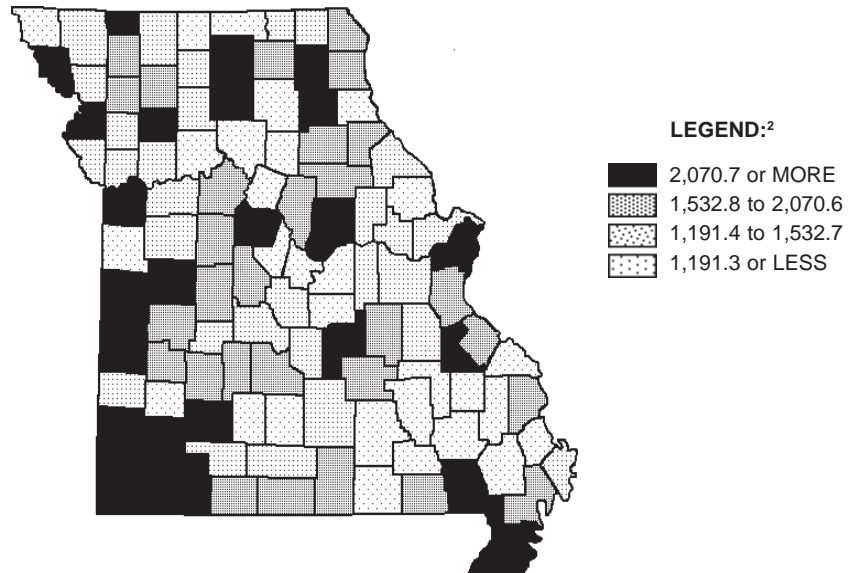 LEGEND:²
2,070.7 or MORE
1,532.8 to 2,070.6
1,191.4 to 1,532.7
1,191.3 or LESS